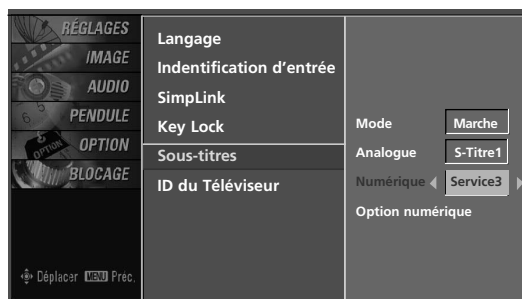 RÉGLAGES
IMAGE
AUDIO
PENDULE
OPTION
BLOCAGE
Déplacer MENU Préc.
Langage
Indentification d'entrée
SimpLink
Key Lock
Sous-titres
ID du Téléviseur
Mode Marche
Analogue S-Titre1
Numérique Service3
Option numérique